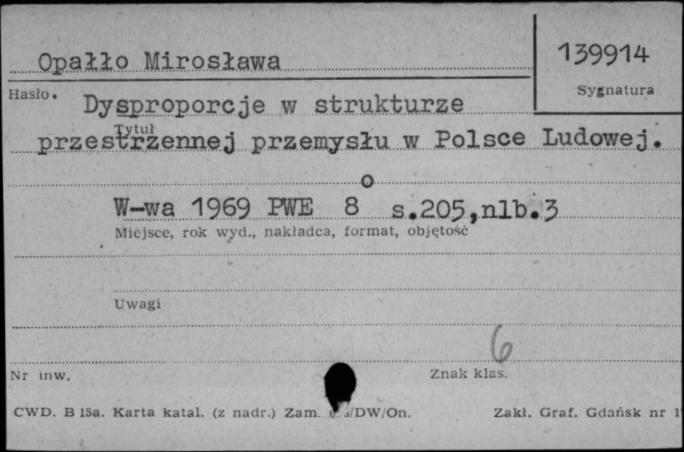 Opałło Mirosława
139914
Hasło.
Sygnatura
Dysproporcje w strukturze
Tytuł
przestrzennej przemysłu w Polsce Ludowej.
o
W-wa 1969 PWE 8 s.205,nlb.3
Miejsce, rok wyd., nakładca, format, objętość
Uwagi
6
Nr inw.
Znak klas.
CWD. B 15a. Karta katal. (z nadr.) Zam. /DW/On.
Zakł. Graf. Gdańsk nr